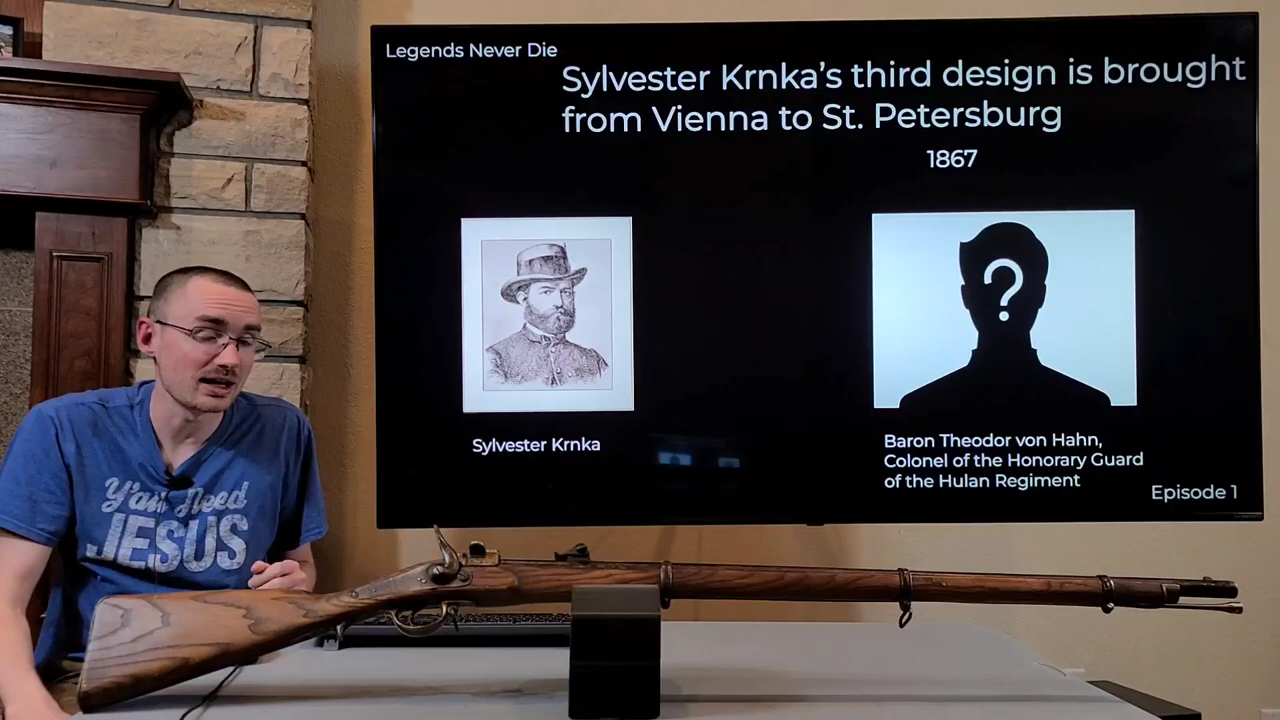 Legends Never Die
Sylvester Krnka’s third design is brought
from Vienna to St. Petersburg
1867
?
Sylvester Krnka
Baron Theodor von Hahn,
Colonel of the Honorary Guard
of the Hulan Regiment
Episode 1
Y'all Need
JESUS